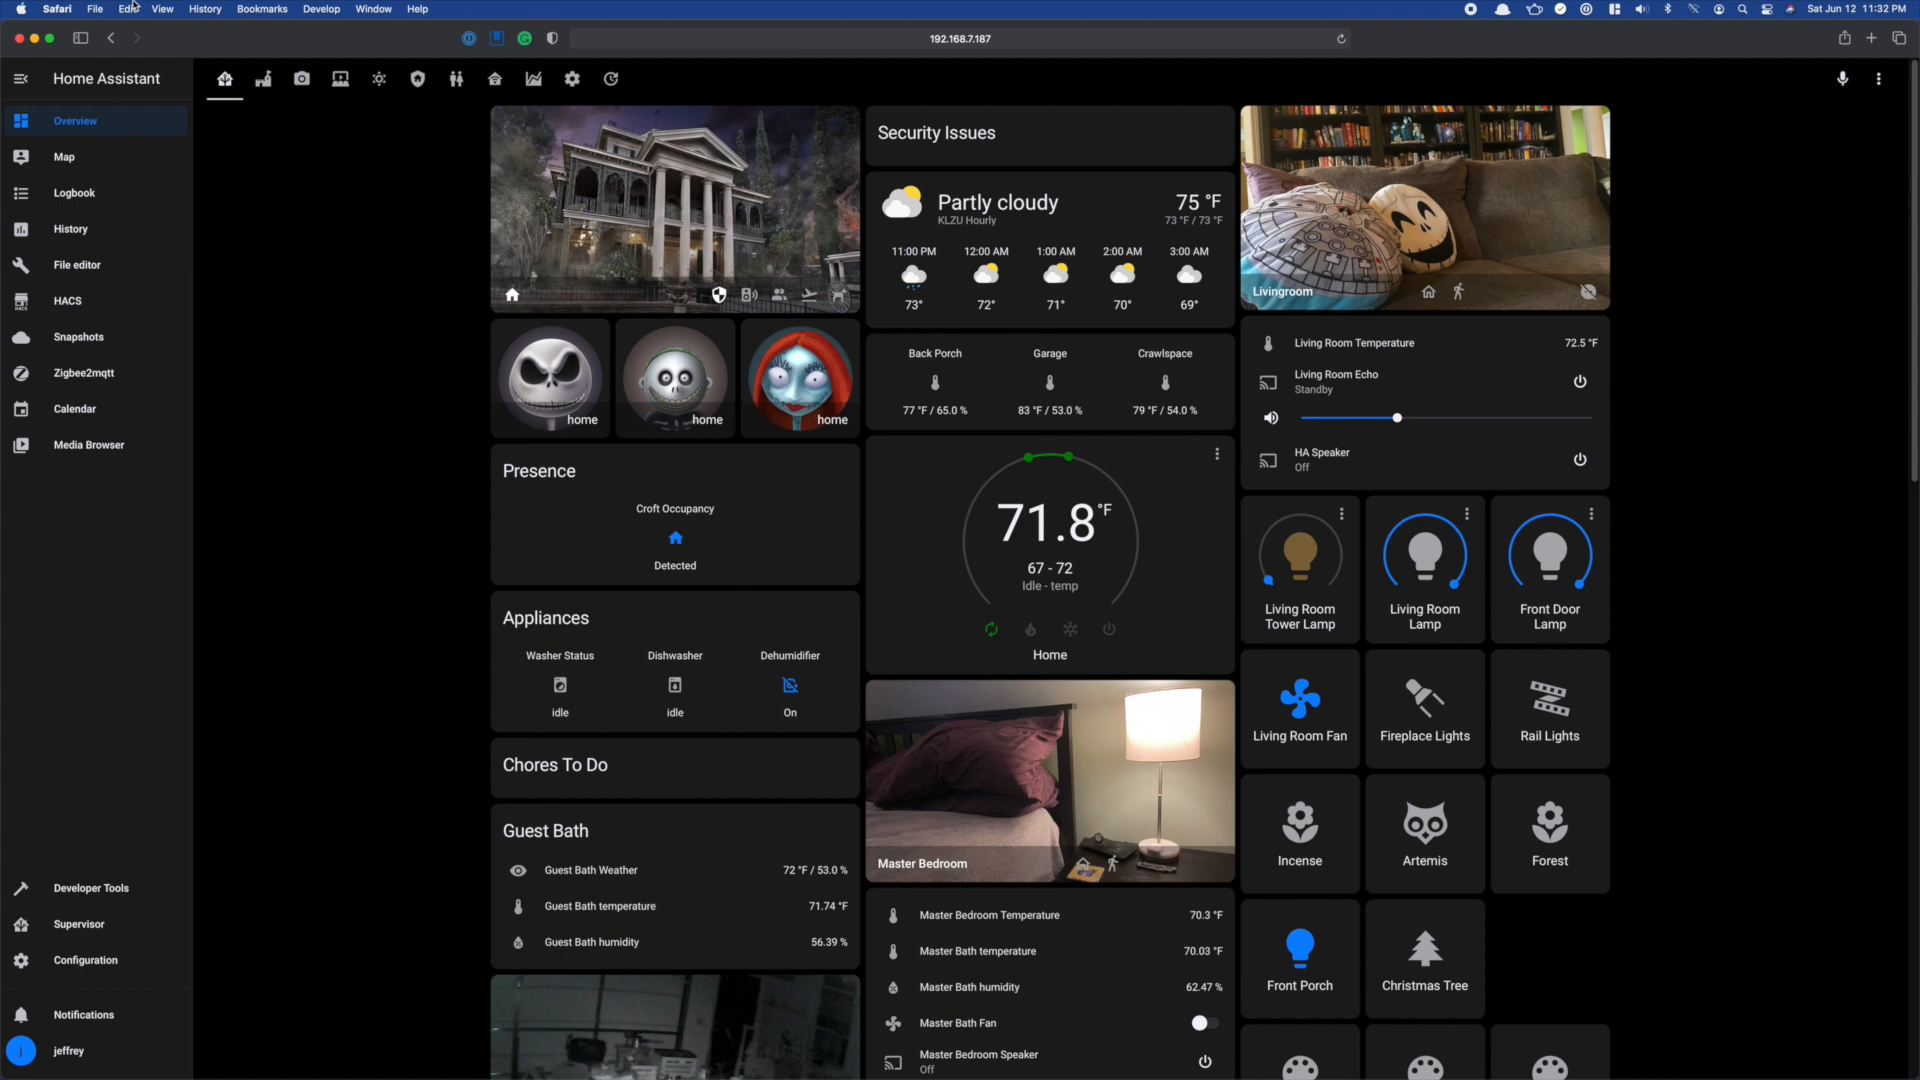 Safari File Edit View History Bookmarks Develop Window Help
Sat Jun 12 11:32 PM
192.168.7.187
Home Assistant
Overview
Map
Logbook
History
File editor
HACS
Snapshots
Zigbee2mqtt
Calendar
Media Browser
Developer Tools
Supervisor
Configuration
Notifications
j
jeffrey
home
home
home
Presence
Croft Occupancy
Detected
Appliances
Washer Status
Dishwasher
Dehumidifier
idle
idle
On
Chores To Do
Guest Bath
Guest Bath Weather
72 °F / 53.0 %
Guest Bath temperature
71.74 °F
Guest Bath humidity
56.39 %
Security Issues
Partly cloudy
75 °F
KLZU Hourly
73 °F / 73 °F
11:00 PM
12:00 AM
1:00 AM
2:00 AM
3:00 AM
73°
72°
71°
70°
69°
Back Porch
Garage
Crawlspace
77 °F / 65.0 %
83 °F / 53.0 %
79 °F / 54.0 %
71.8 °F
67 - 72
Idle - temp
Home
Master Bedroom
Master Bedroom Temperature
70.3 °F
Master Bath temperature
70.03 °F
Master Bath humidity
62.47 %
Master Bath Fan
Master Bedroom Speaker
Off
Livingroom
Living Room Temperature
72.5 °F
Living Room Echo
Standby
HA Speaker
Off
Living Room
Tower Lamp
Living Room
Lamp
Front Door
Lamp
Living Room Fan
Fireplace Lights
Rail Lights
Incense
Artemis
Forest
Front Porch
Christmas Tree